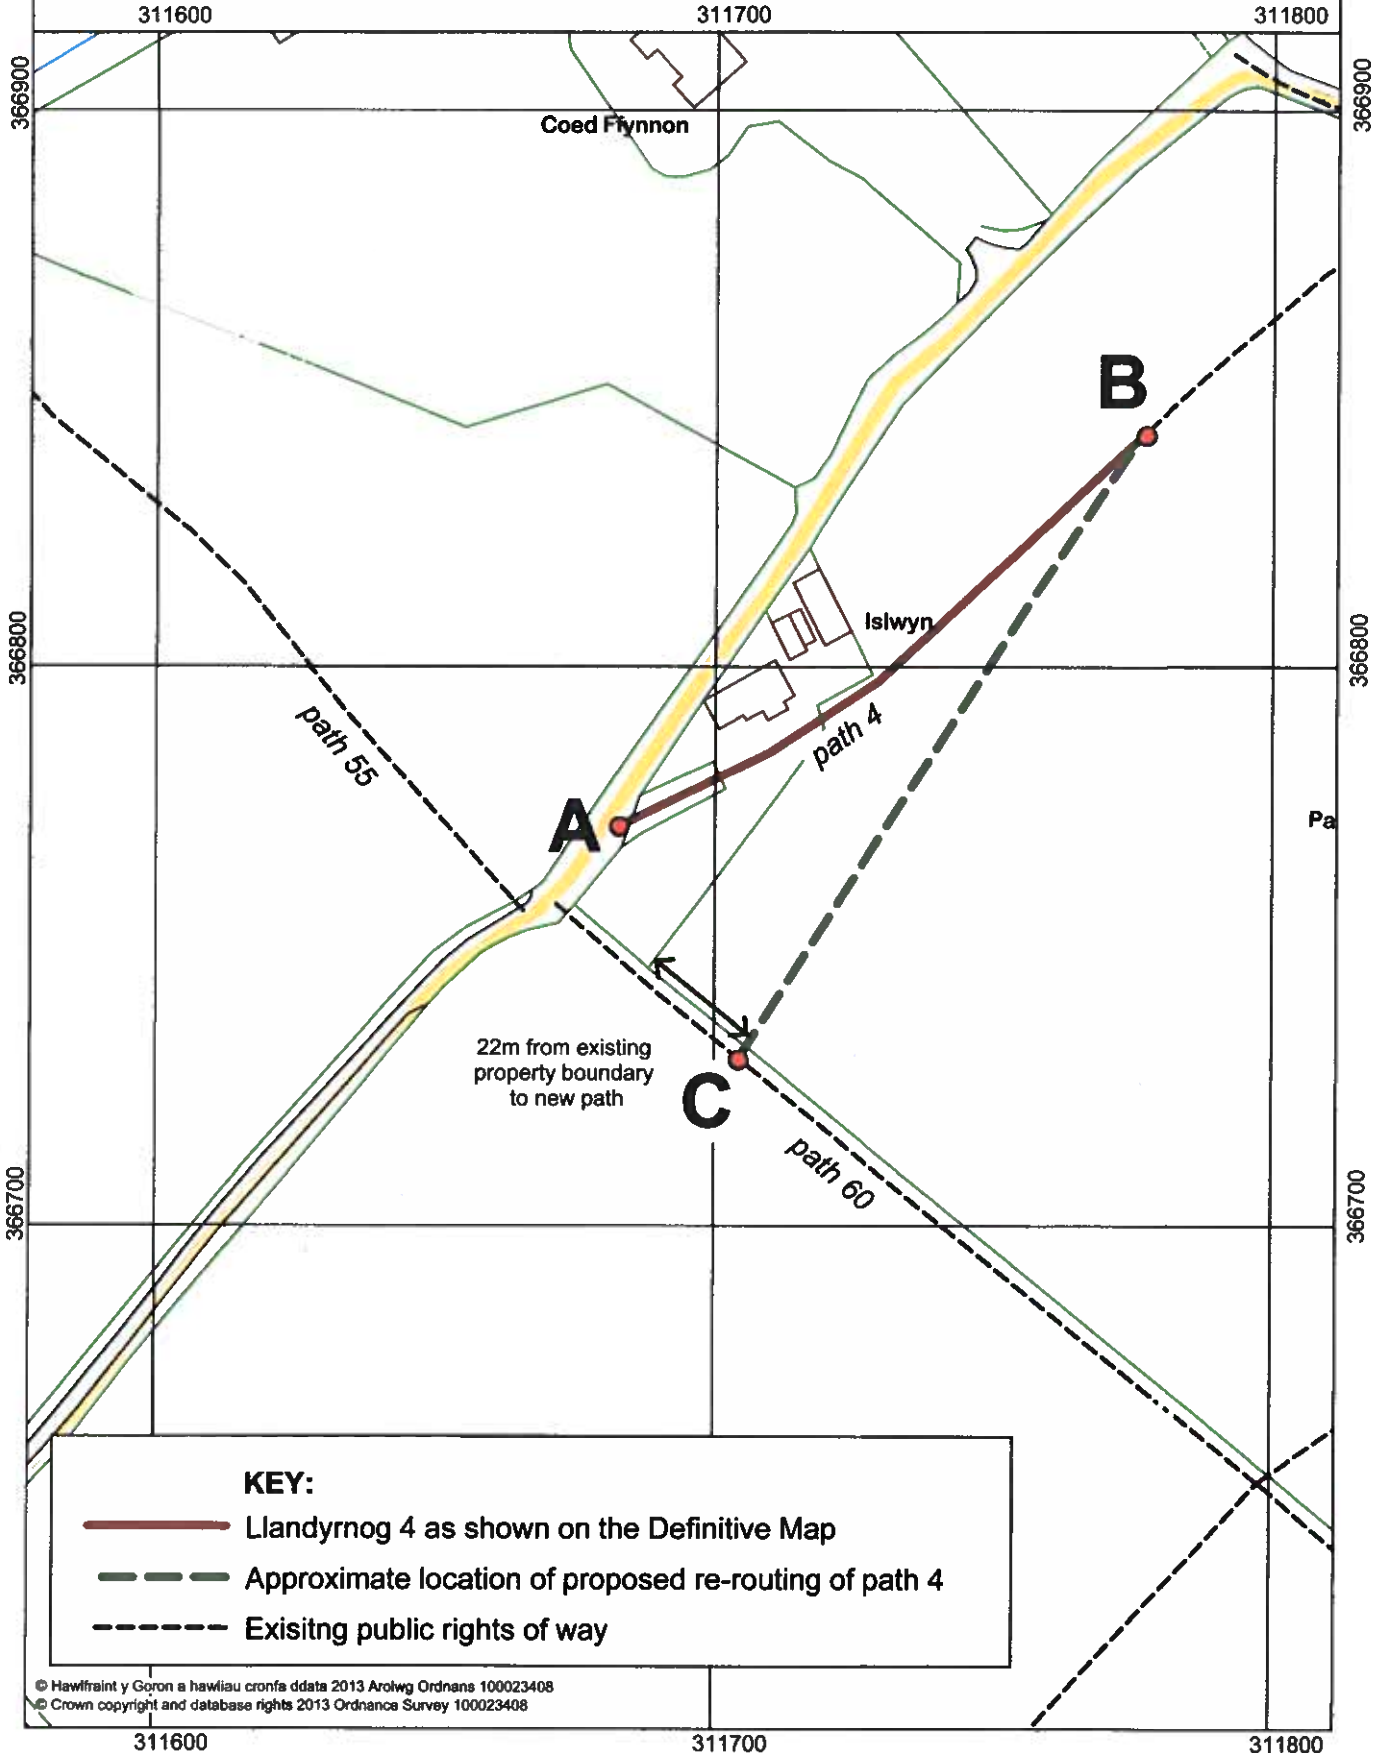 311600
311700
311800
366900
366900
Coed Ffynnon
B
Islwyn
366800
366800
path 4
path 55
A
Pa
22m from existing
property boundary
to new path
C
path 60
366700
366700
KEY:
Llandyrnog 4 as shown on the Definitive Map
Approximate location of proposed re-routing of path 4
Exisitng public rights of way
© Hawlfraint y Goron a hawliau cronfa ddata 2013 Arolwg Ordnans 100023408
© Crown copyright and database rights 2013 Ordnance Survey 100023408
311600
311700
311800